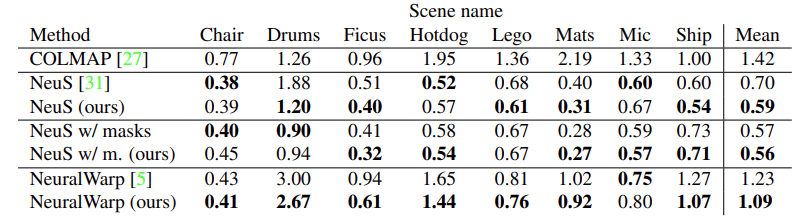 Scene name
Method Chair Drums Ficus Hotdog Lego Mats Mic Ship Mean
COLMAP [27] 0.77 1.26 0.96 1.95 1.36 2.19 1.33 1.00 1.42
NeuS [31] 0.38 1.88 0.51 0.52 0.68 0.40 0.60 0.60 0.70
NeuS (ours) 0.39 1.20 0.40 0.57 0.61 0.31 0.67 0.54 0.59
NeuS w/ masks 0.40 0.90 0.41 0.58 0.67 0.28 0.59 0.73 0.57
NeuS w/ m. (ours) 0.45 0.94 0.32 0.54 0.67 0.27 0.57 0.71 0.56
NeuralWarp [5] 0.43 3.00 0.94 1.65 0.81 1.02 0.75 1.27 1.23
NeuralWarp (ours) 0.41 2.67 0.61 1.44 0.76 0.92 0.80 1.07 1.09